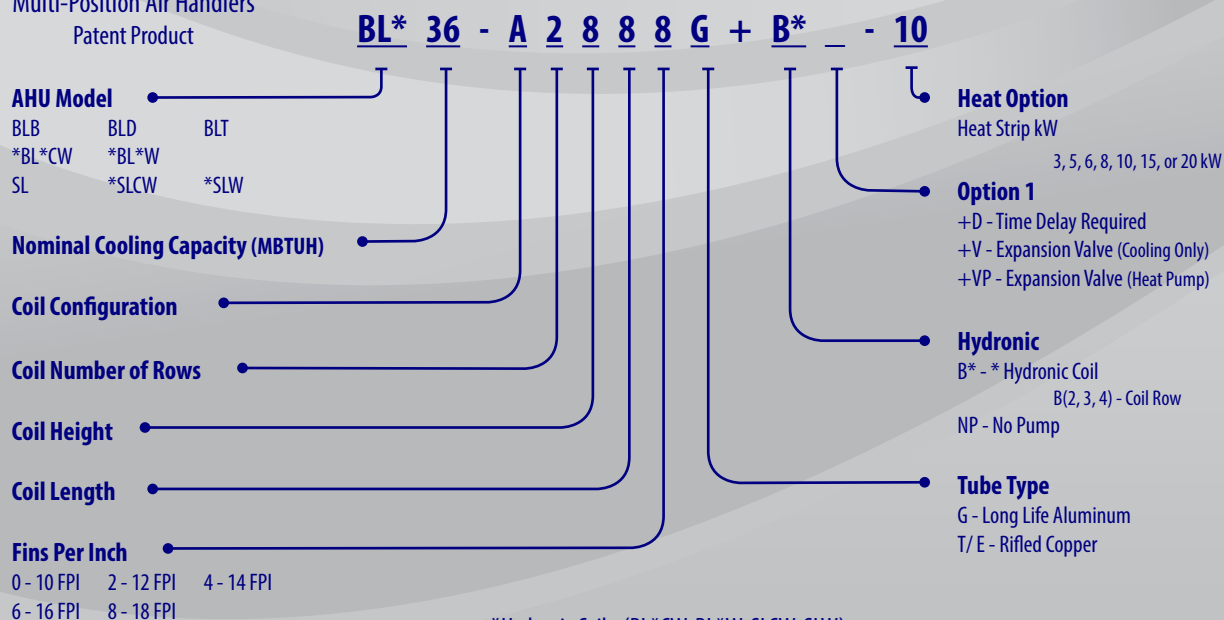 Multi-Position Air Handlers
Patent Product
BL* 36 - A 2 8 8 8 G + B* _ - 10
AHU Model
BLB BLD BLT
*BL*CW *BL*W
SL *SLCW *SLW
Nominal Cooling Capacity (MBTUH)
Coil Configuration
Coil Number of Rows
Coil Height
Coil Length
Fins Per Inch
0 - 10 FPI 2 - 12 FPI 4 - 14 FPI
6 - 16 FPI 8 - 18 FPI
Heat Option
Heat Strip kW
3, 5, 6, 8, 10, 15, or 20 kW
Option 1
+D - Time Delay Required
+V - Expansion Valve (Cooling Only)
+VP - Expansion Valve (Heat Pump)
Hydronic
B* - * Hydronic Coil
B(2, 3, 4) - Coil Row
NP - No Pump
Tube Type
G - Long Life Aluminum
T/ E - Rifled Copper